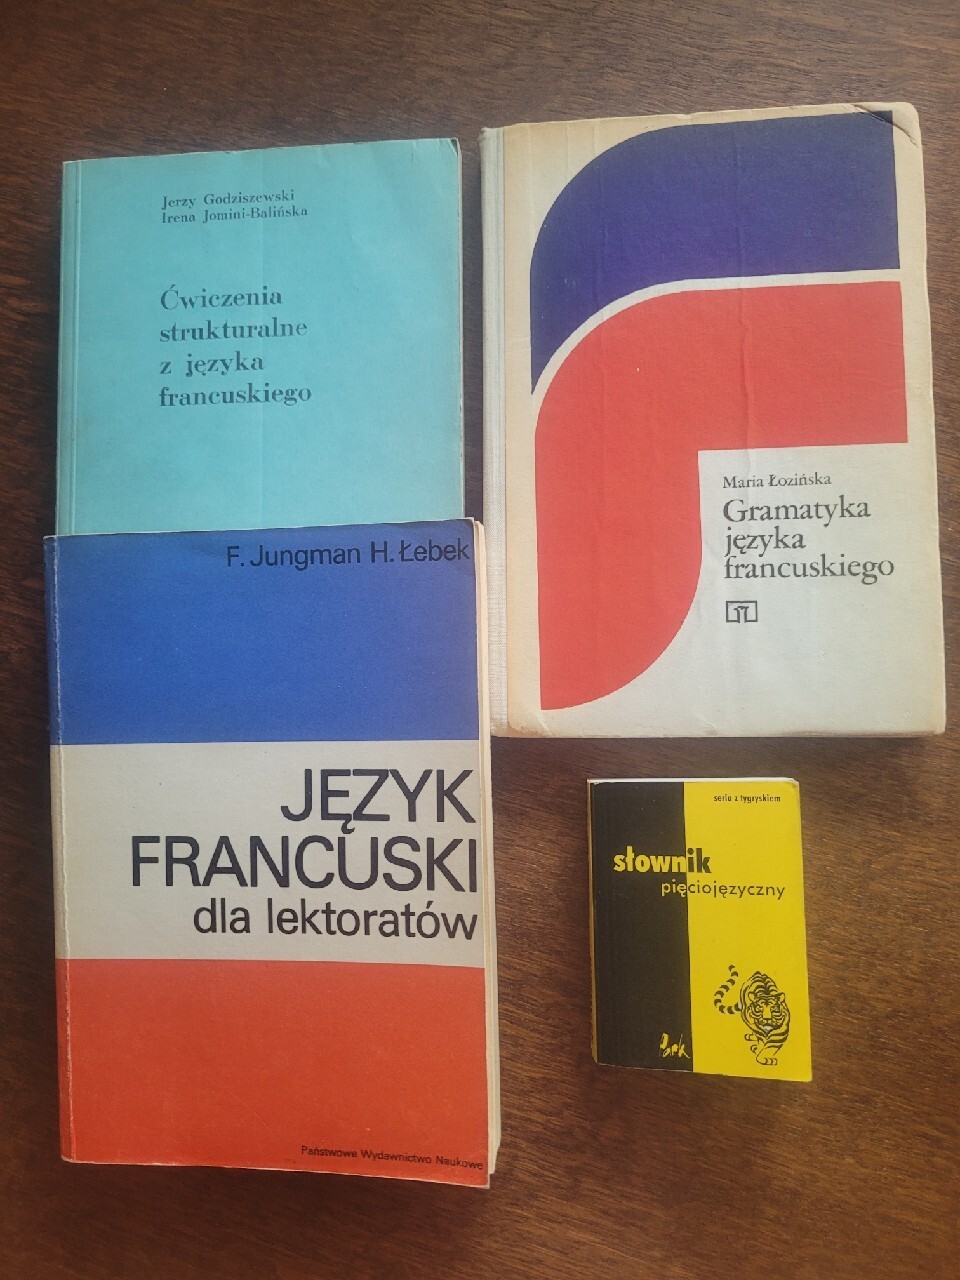 Jerzy Godziszewski
Irena Jomini-Balińska
Ćwiczenia
strukturalne
z języka
francuskiego
Maria Łozińska
Gramatyka
języka
francuskiego
F. Jungman H. Łebek
JĘZYK
FRANCUSKI
dla lektoratów
Państwowe Wydawnictwo Naukowe
seria z tygryskiem
słownik
pięciojęzyczny
Park